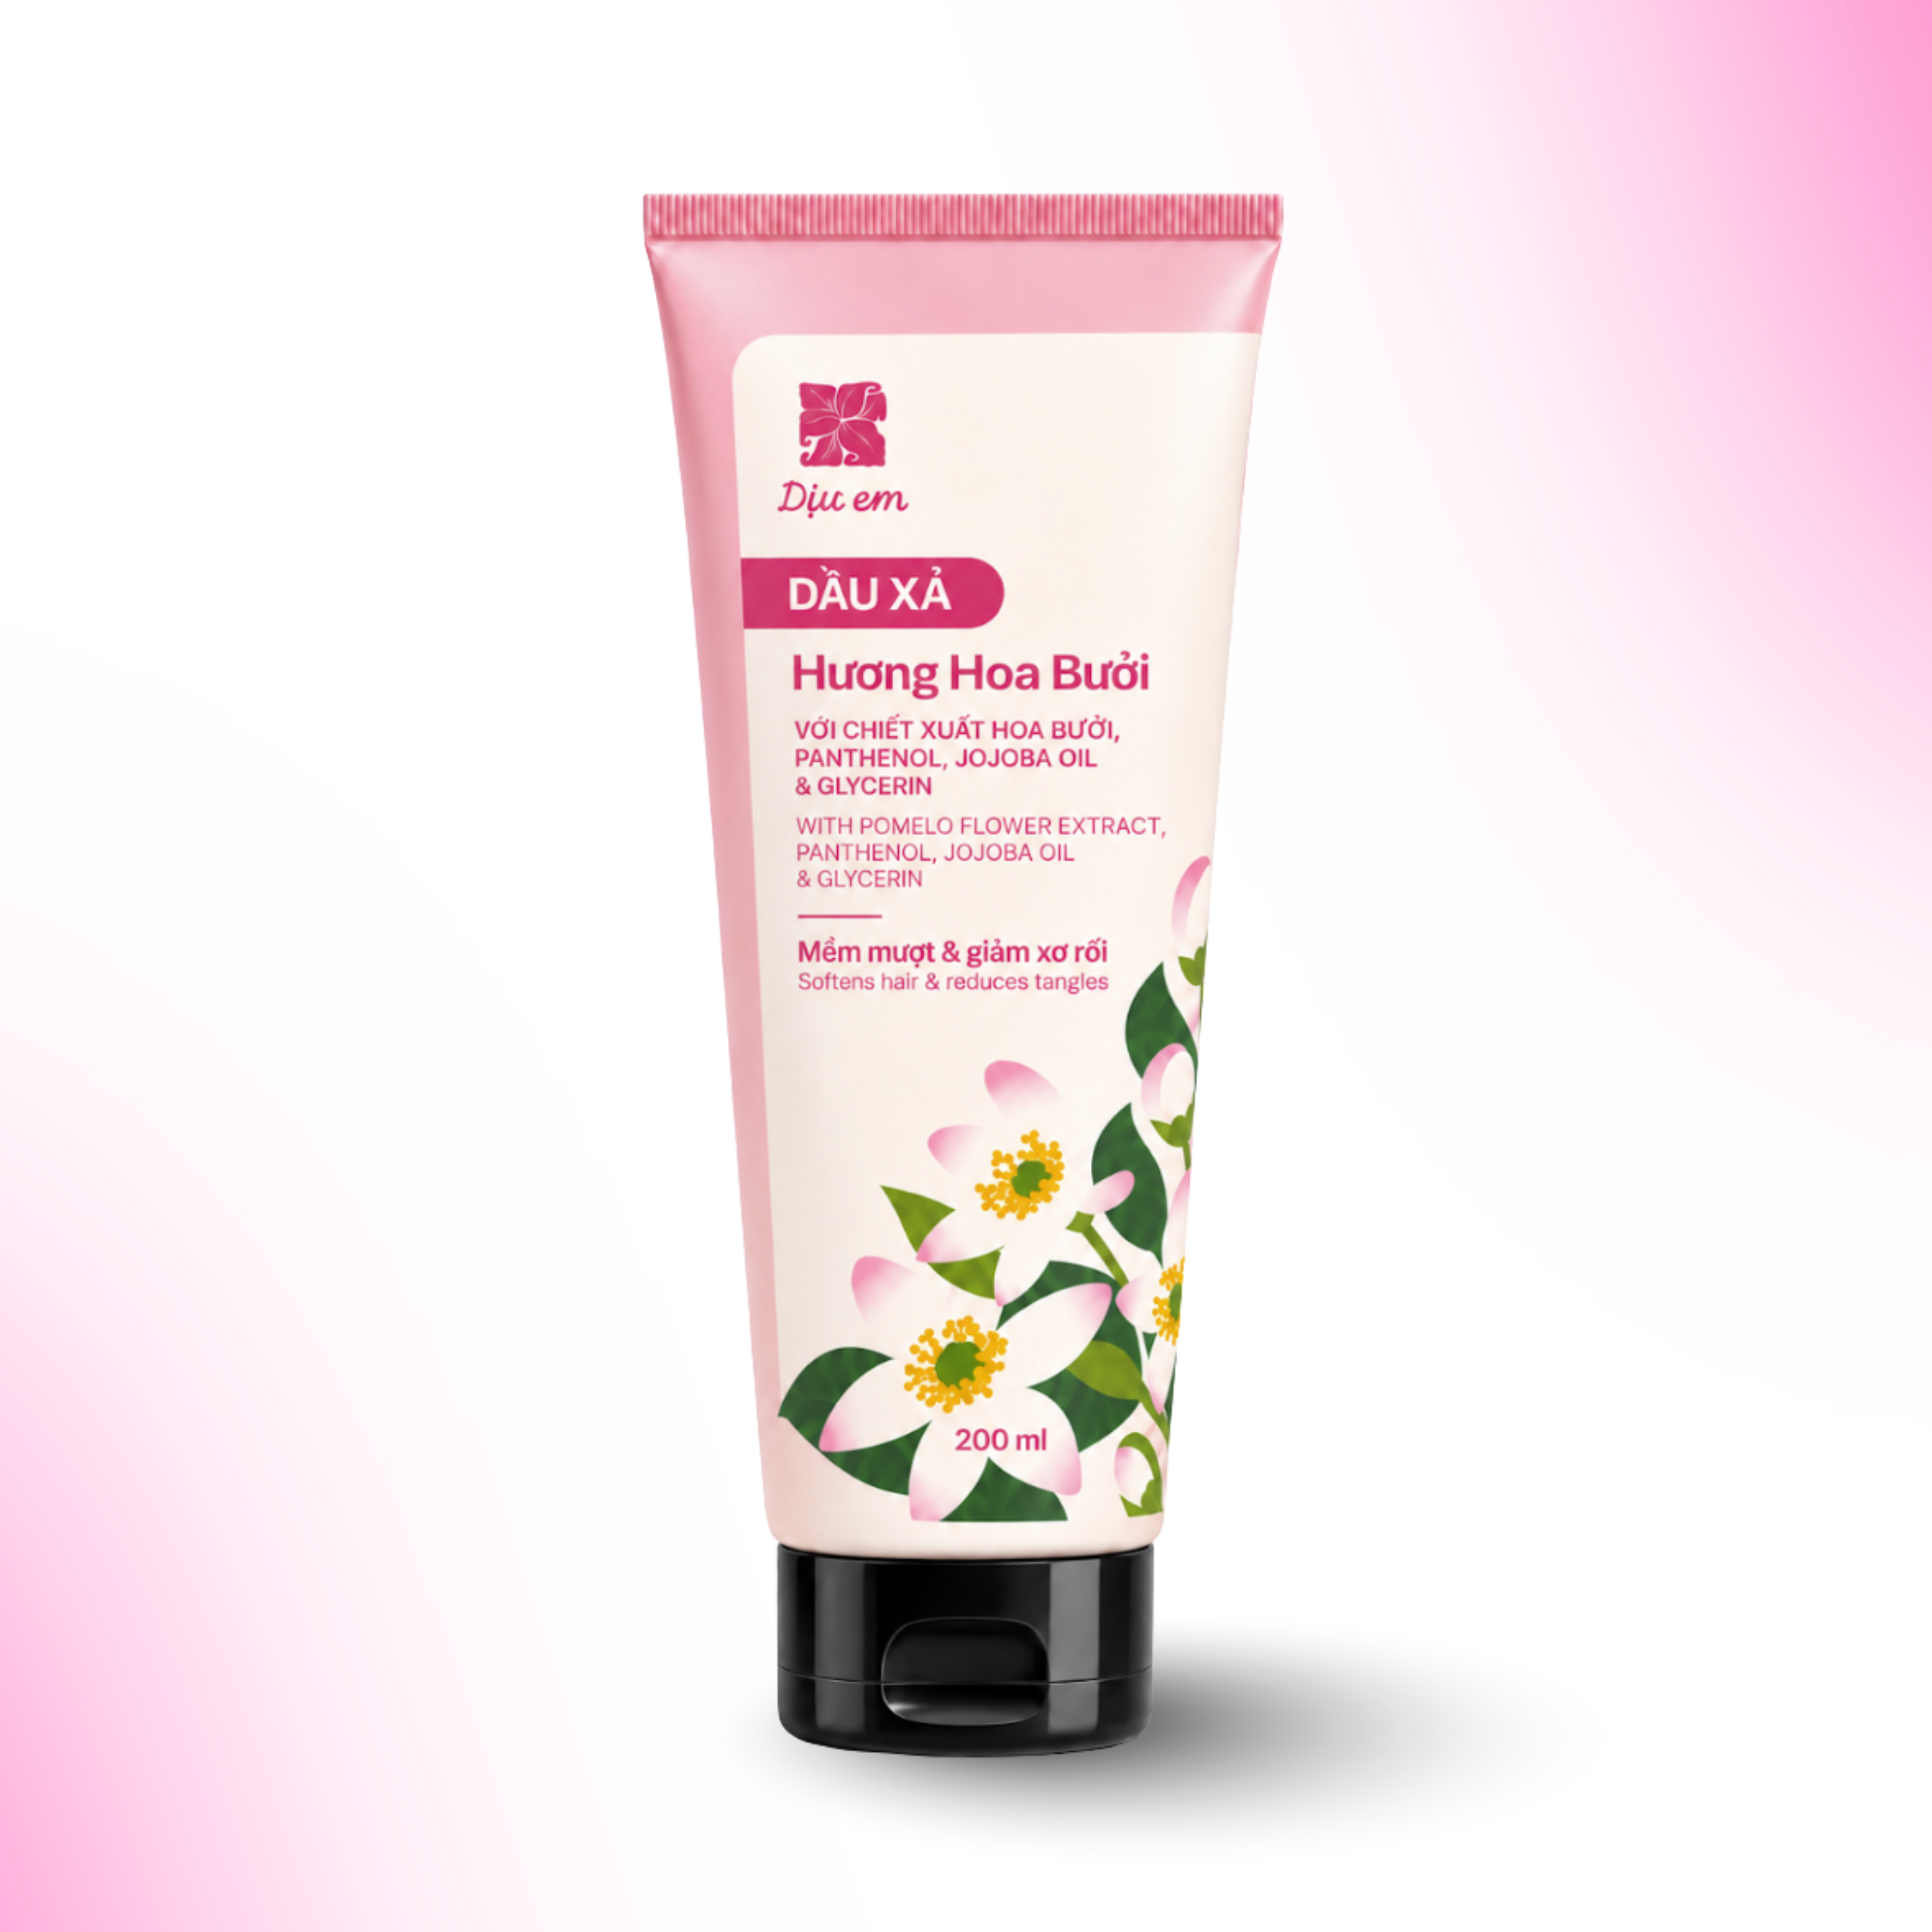 Dịu em
DẦU XẢ
Hương Hoa Bưởi
VỚI CHIẾT XUẤT HOA BƯỞI,
PANTHENOL, JOJOBA OIL
& GLYCERIN
WITH POMELO FLOWER EXTRACT,
PANTHENOL, JOJOBA OIL
& GLYCERIN
Mềm mượt & giảm xơ rối
Softens hair & reduces tangles
200 ml